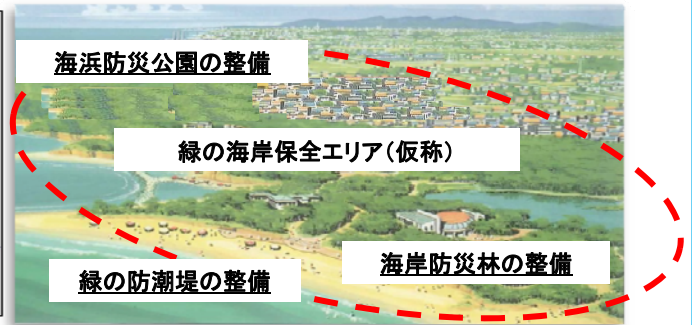 海浜防災公園の整備
緑の海岸保全エリア（仮称）
海岸防災林の整備
緑の防潮堤の整備